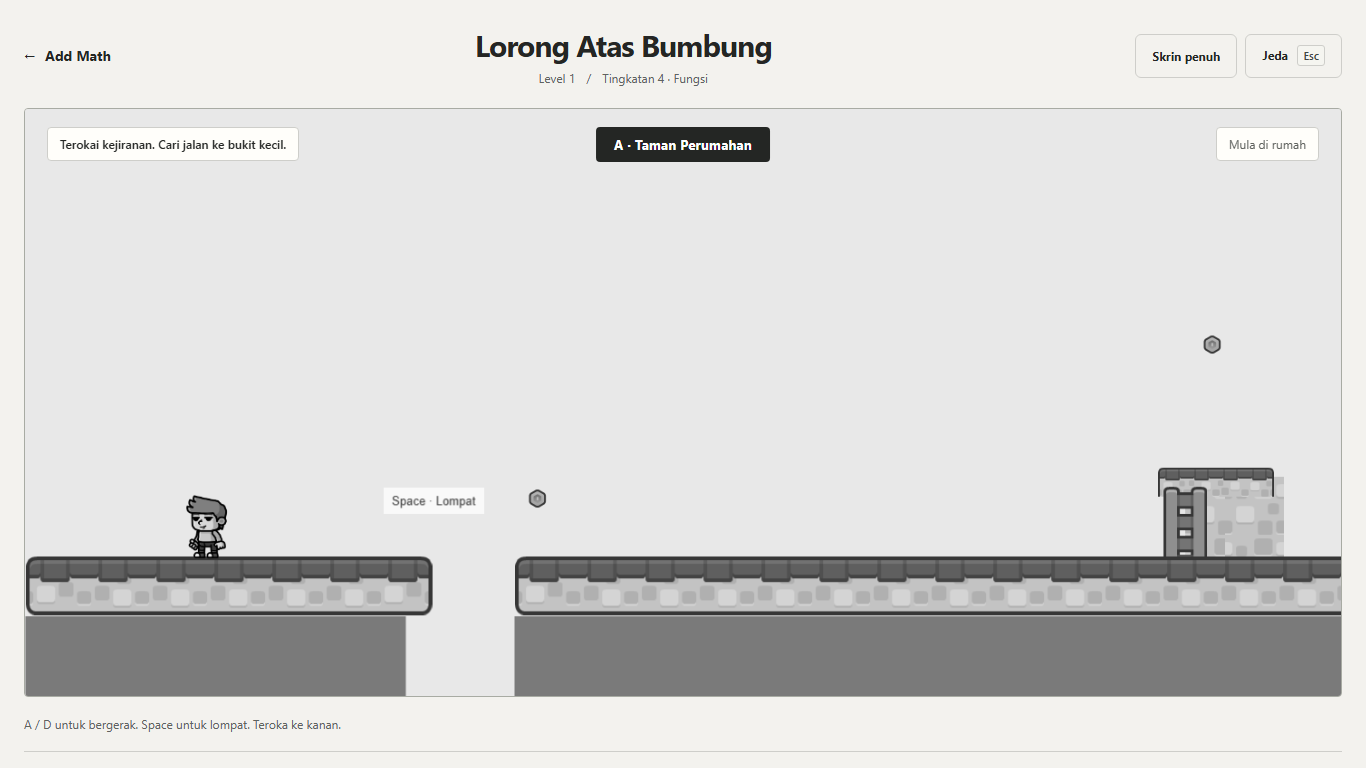 ← Add Math
Lorong Atas Bumbung
Level 1 / Tingkatan 4 · Fungsi
Skrin penuh
Jeda Esc
Terokai kejiranan. Cari jalan ke bukit kecil.
A · Taman Perumahan
Mula di rumah
Space · Lompat
A / D untuk bergerak. Space untuk lompat. Teroka ke kanan.